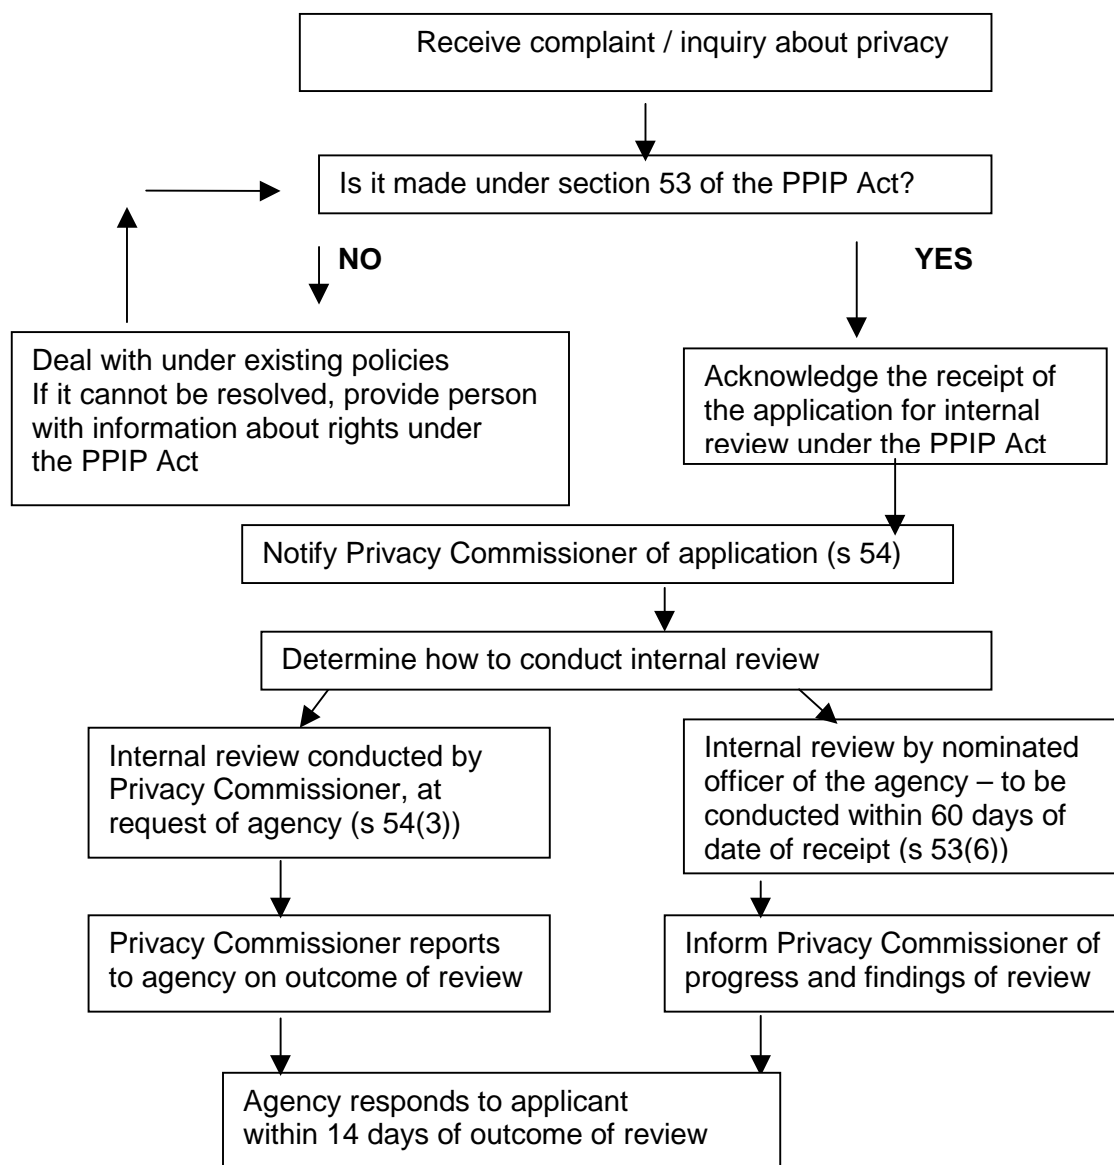 Receive complaint / inquiry about privacy
Is it made under section 53 of the PPIP Act?
NO
YES
Deal with under existing policies
If it cannot be resolved, provide person
with information about rights under
the PPIP Act
Acknowledge the receipt of
the application for internal
review under the PPIP Act
Notify Privacy Commissioner of application (s 54)
Determine how to conduct internal review
Internal review conducted by
Privacy Commissioner, at
request of agency (s 54(3))
Internal review by nominated
officer of the agency – to be
conducted within 60 days of
date of receipt (s 53(6))
Privacy Commissioner reports
to agency on outcome of review
Inform Privacy Commissioner of
progress and findings of review
Agency responds to applicant
within 14 days of outcome of review